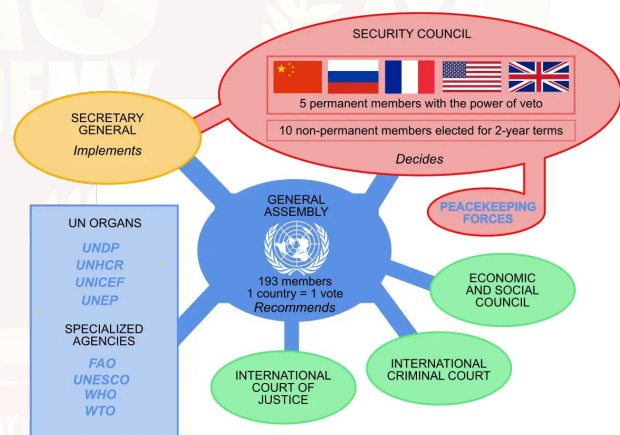 SECURITY COUNCIL
5 permanent members with the power of veto
10 non-permanent members elected for 2-year terms
Decides
SECRETARY
GENERAL
Implements
PEACEKEEPING
FORCES
GENERAL
ASSEMBLY
193 members
1 country = 1 vote
Recommends
UN ORGANS
UNDP
UNHCR
UNICEF
UNEP
SPECIALIZED
AGENCIES
FAO
UNESCO
WHO
WTO
ECONOMIC
AND SOCIAL
COUNCIL
INTERNATIONAL
CRIMINAL COURT
INTERNATIONAL
COURT OF
JUSTICE